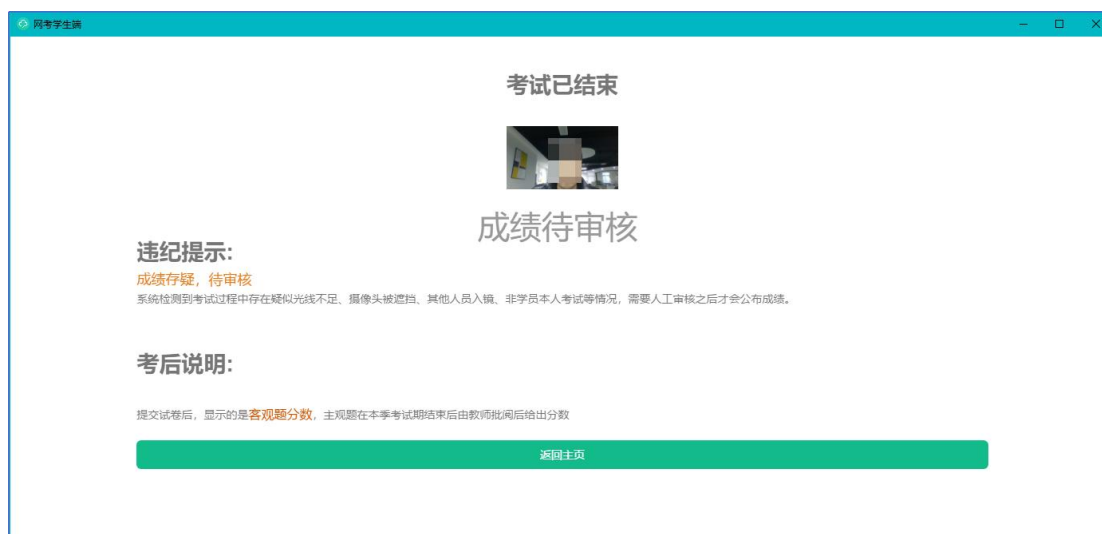 网考学生端
考试已结束
成绩待审核
违纪提示:
成绩存疑，待审核
系统检测到考试过程中存在疑似光线不足、摄像头被遮挡、其他人员入镜、非学员本人考试等情况，需要人工审核之后才会公布成绩。
考后说明:
提交试卷后，显示的是客观题分数，主观题在本季考试期结束后由教师批阅后给出分数
返回主页